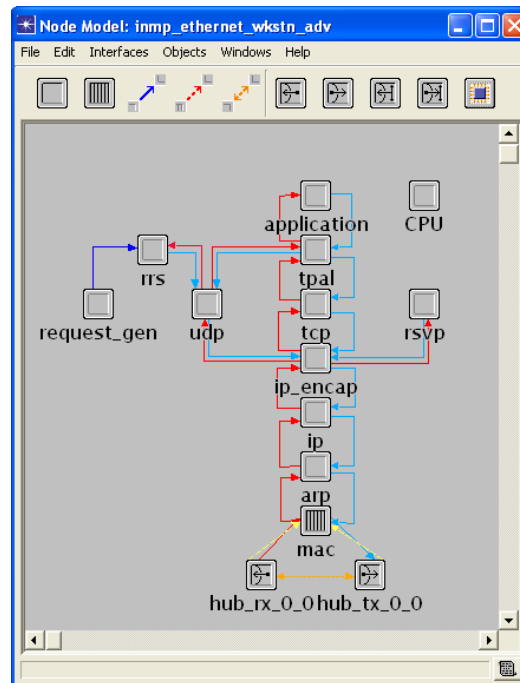 Node Model: inmp_ethernet_wkstn_adv
File Edit Interfaces Objects Windows Help
application CPU
rrs tpal
request_gen udp tcp rsvp
ip_encap
ip
arp
mac
hub_rx_0_0 hub_tx_0_0